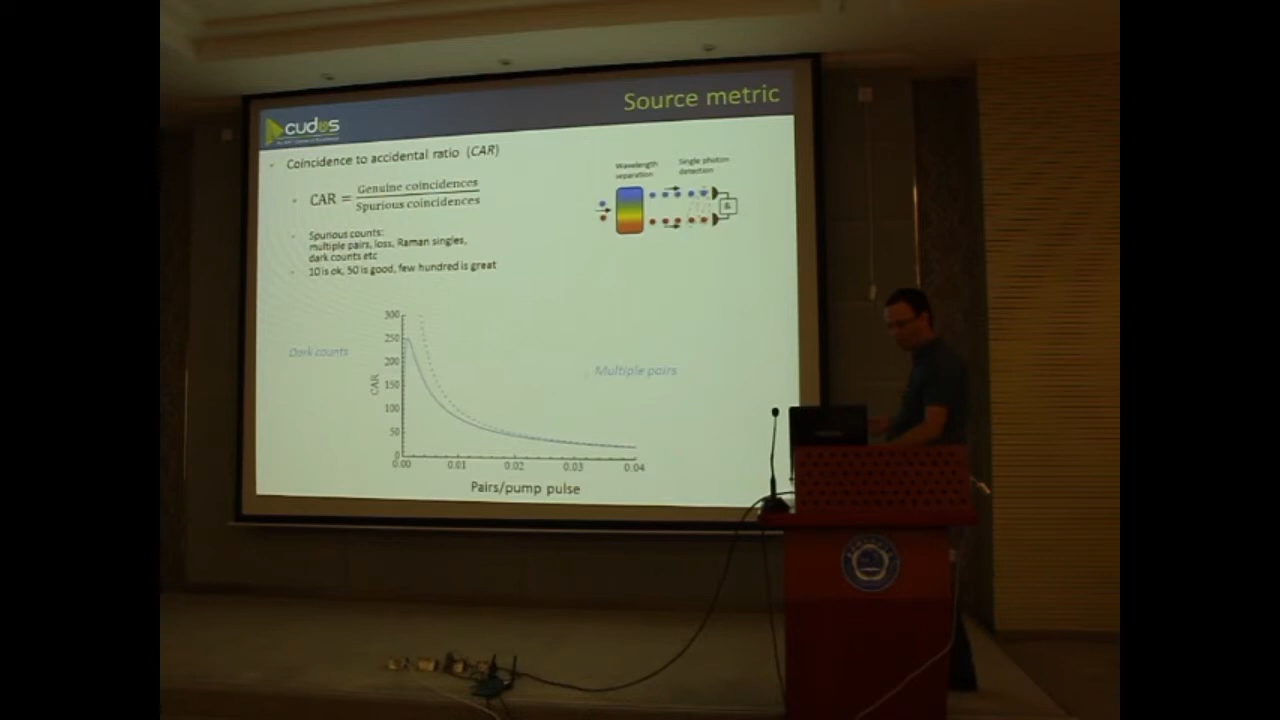 Source metric
cudos
- Coincidence to accidental ratio (CAR)
- CAR = Genuine coincidences / Spurious coincidences
- Spurious counts:
multiple pairs, loss, Raman singles,
dark counts etc
- 10 is ok, 50 is good, few hundred is great
Wavelength
separation
Single photon
detection
&
Dark counts
Multiple pairs
CAR
300
250
200
150
100
50
0
0.00 0.01 0.02 0.03 0.04
Pairs/pump pulse